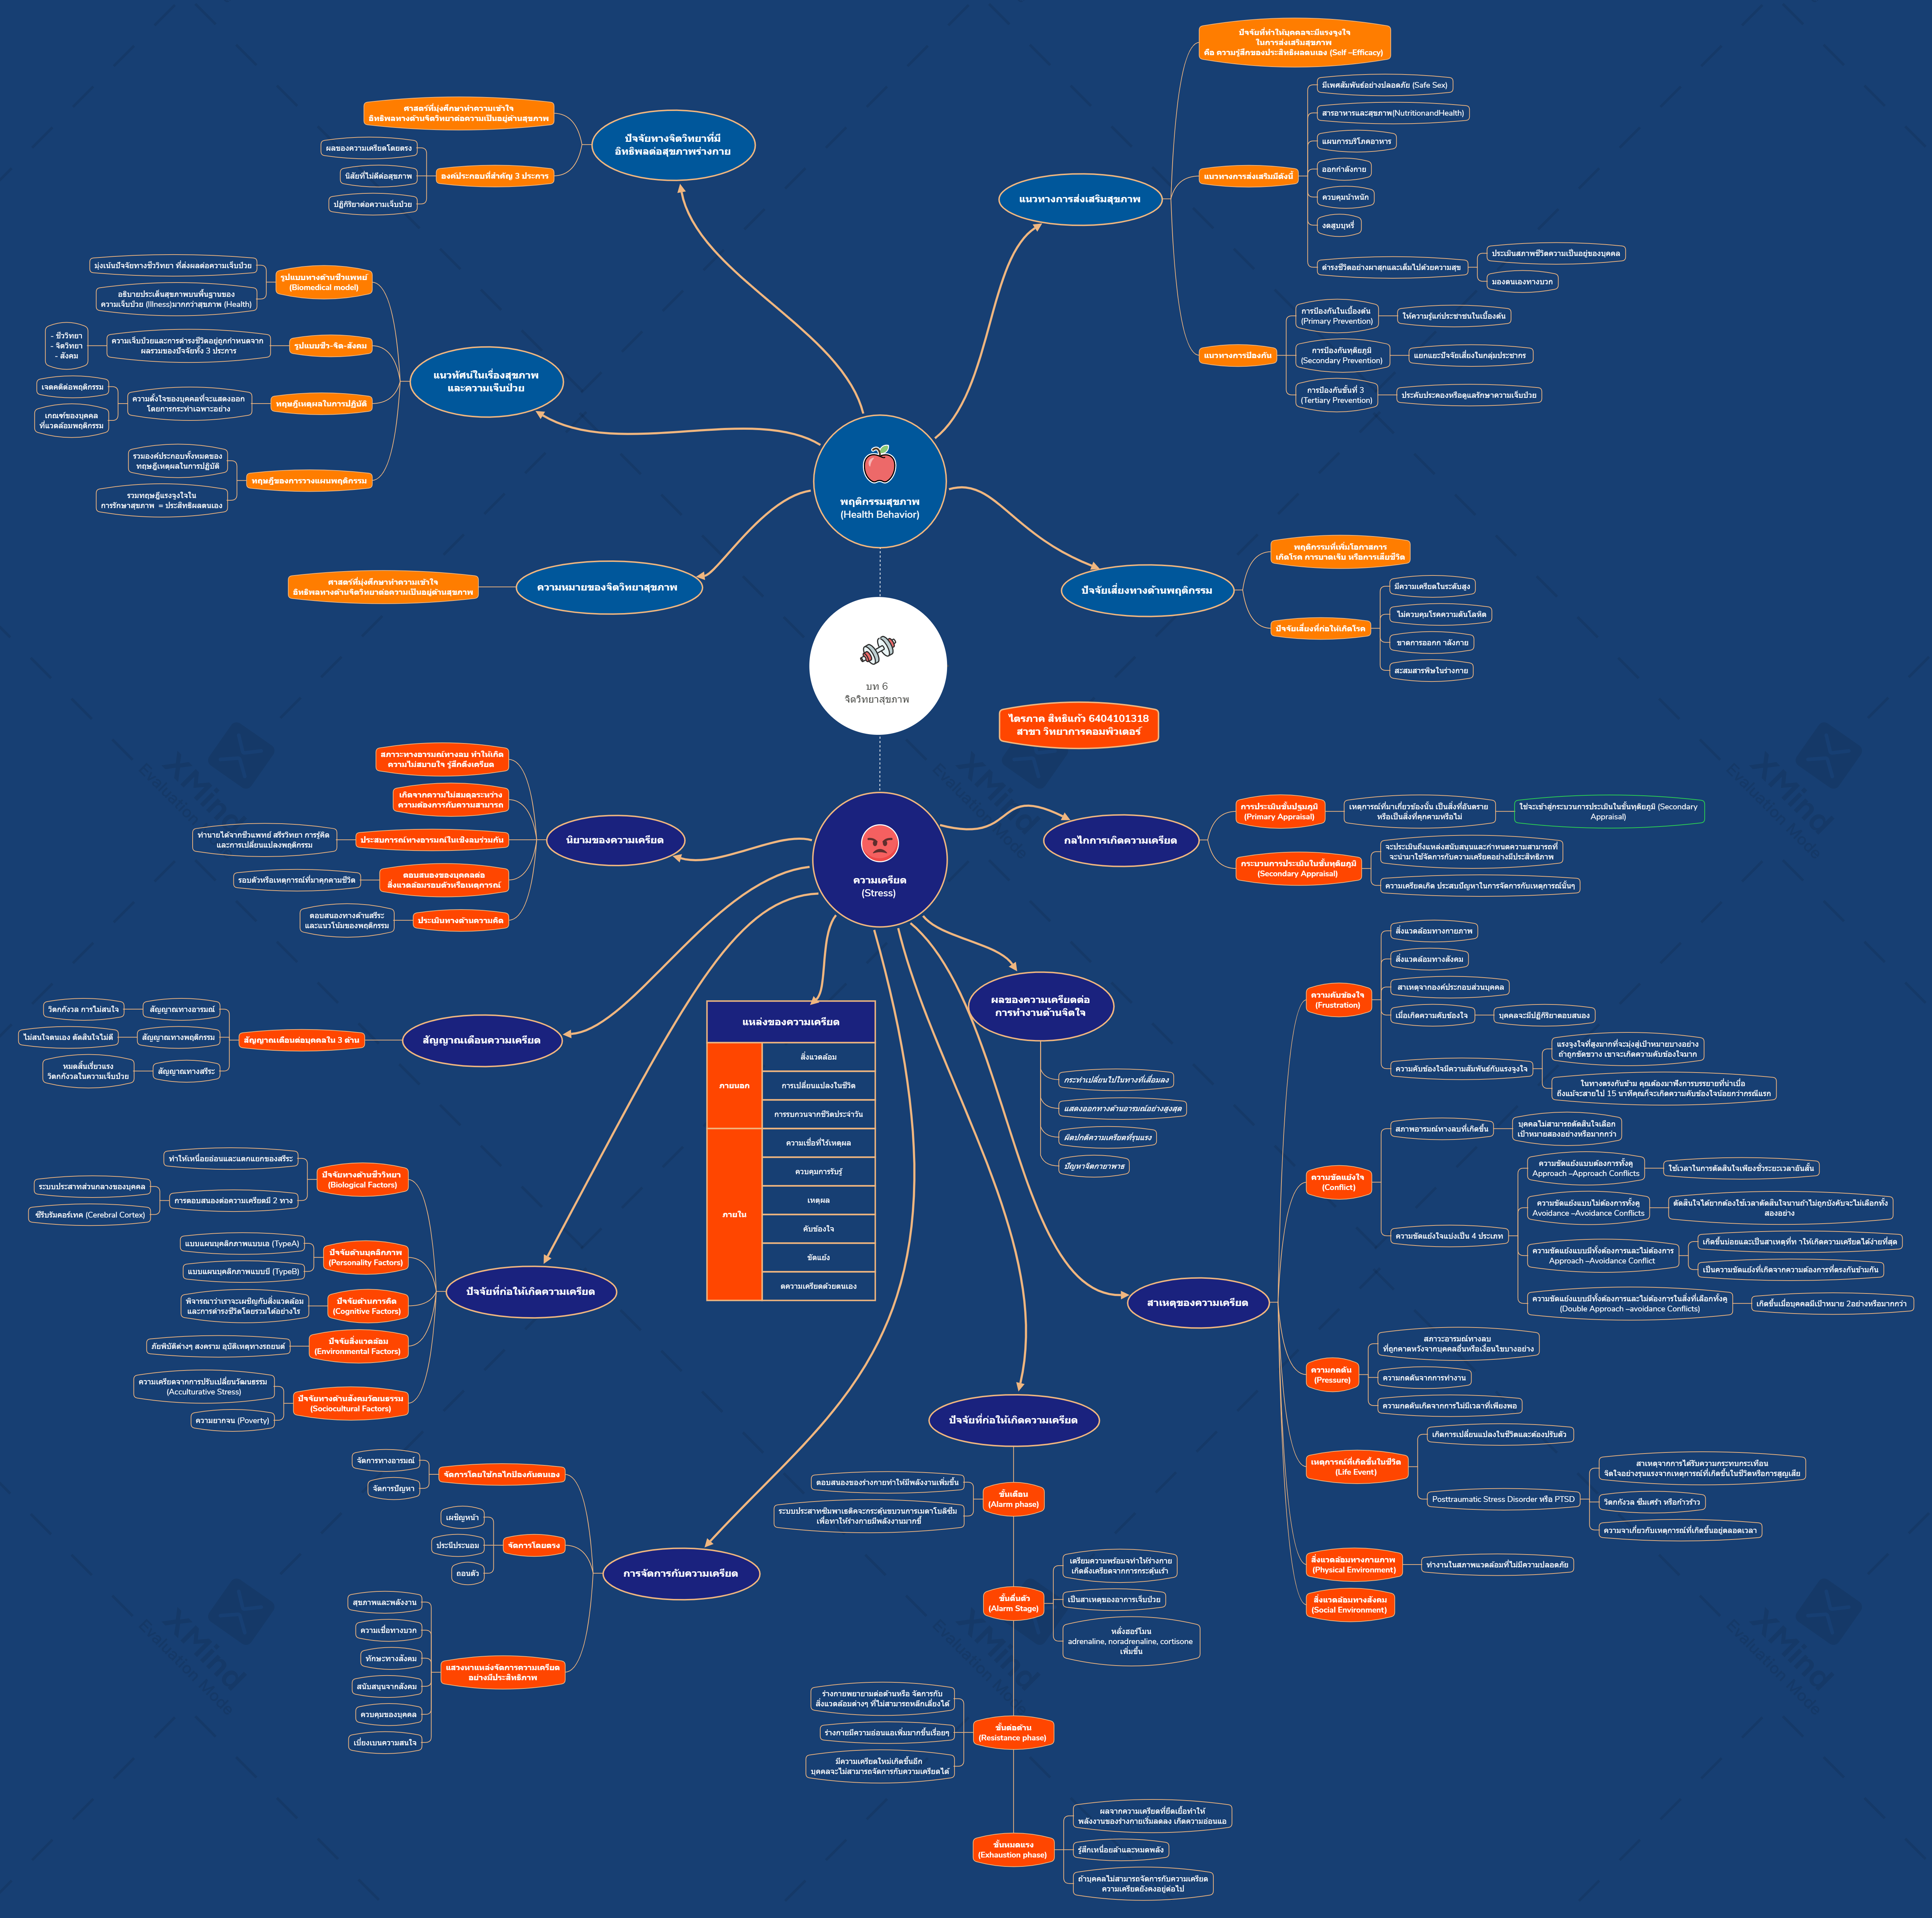 ปัจจัยที่ทำให้บุคคลจะมีแรงจูงใจ
ในการส่งเสริมสุขภาพ
คือ ความรู้สึกของประสิทธิผลตนเอง (Self –Efficacy)
มีเพศสัมพันธ์อย่างปลอดภัย (Safe Sex)
สารอาหารและสุขภาพ(NutritionandHealth)
แผนการบริโภคอาหาร
ออกกำลังกาย
ควบคุมน้ำหนัก
งดสูบบุหรี่
ดำรงชีวิตอย่างผาสุกและเต็มไปด้วยความสุข
ประเมินสภาพชีวิตความเป็นอยู่ของบุคคล
มองตนเองทางบวก
แนวทางการส่งเสริมมีดังนี้
แนวทางการส่งเสริมสุขภาพ
การป้องกันในเบื้องต้น
(Primary Prevention)
ให้ความรู้แก่ประชาชนในเบื้องต้น
แนวทางการป้องกัน
การป้องกันทุติยภูมิ
(Secondary Prevention)
แยกแยะปัจจัยเสี่ยงในกลุ่มประชากร
การป้องกันขั้นที่ 3
(Tertiary Prevention)
ประคับประคองหรือดูแลรักษาความเจ็บป่วย
ศาสตร์ที่มุ่งศึกษาทำความเข้าใจ
อิทธิพลทางด้านจิตวิทยาต่อความเป็นอยู่ด้านสุขภาพ
ปัจจัยทางจิตวิทยาที่มี
อิทธิพลต่อสุขภาพร่างกาย
ผลของความเครียดโดยตรง
นิสัยที่ไม่ดีต่อสุขภาพ
ปฏิกิริยาต่อความเจ็บป่วย
องค์ประกอบที่สำคัญ 3 ประการ
มุ่งเน้นปัจจัยทางชีววิทยา ที่ส่งผลต่อความเจ็บป่วย
รูปแบบทางด้านชีวแพทย์
(Biomedical model)
อธิบายประเด็นสุขภาพบนพื้นฐานของ
ความเจ็บป่วย (Illness)มากกว่าสุขภาพ (Health)
- ชีววิทยา
- จิตวิทยา
- สังคม
ความเจ็บป่วยและการดำรงชีวิตอยู่ถูกกำหนดจาก
ผลรวมของปัจจัยทั้ง 3 ประการ
รูปแบบชีว-จิต-สังคม
แนวทัศน์ในเรื่องสุขภาพ
และความเจ็บป่วย
เจตคติต่อพฤติกรรม
เกณฑ์ของบุคคล
ที่แวดล้อมพฤติกรรม
ความตั้งใจของบุคคลที่จะแสดงออก
โดยการกระทำเฉพาะอย่าง
ทฤษฎีเหตุผลในการปฏิบัติ
รวมองค์ประกอบทั้งหมดของ
ทฤษฎีเหตุผลในการปฏิบัติ
รวมทฤษฎีแรงจูงใจใน
การรักษาสุขภาพ = ประสิทธิผลตนเอง
ทฤษฎีของการวางแผนพฤติกรรม
พฤติกรรมสุขภาพ
(Health Behavior)
ศาสตร์ที่มุ่งศึกษาทำความเข้าใจ
อิทธิพลทางด้านจิตวิทยาต่อความเป็นอยู่ด้านสุขภาพ
ความหมายของจิตวิทยาสุขภาพ
ปัจจัยเสี่ยงทางด้านพฤติกรรม
พฤติกรรมที่เพิ่มโอกาสการ
เกิดโรค การบาดเจ็บ หรือการเสียชีวิต
ปัจจัยเสี่ยงที่ก่อให้เกิดโรค
มีความเครียดในระดับสูง
ไม่ควบคุมโรคความดันโลหิต
ขาดการออกก าลังกาย
สะสมสารพิษในร่างกาย
บท 6
จิตวิทยาสุขภาพ
ไตรภาค สิทธิแก้ว 6404101318
สาขา วิทยาการคอมพิวเตอร์
ความเครียด
(Stress)
สภาวะทางอารมณ์ทางลบ ทำให้เกิด
ความไม่สบายใจ รู้สึกตึงเครียด
เกิดจากความไม่สมดุลระหว่าง
ความต้องการกับความสามารถ
ทำนายได้จากชีวแพทย์ สรีรวิทยา การรู้คิด
และการเปลี่ยนแปลงพฤติกรรม
ประสบการณ์ทางอารมณ์ในเชิงลบร่วมกัน
นิยามของความเครียด
รอบตัวหรือเหตุการณ์ที่มาคุกคามชีวิต
ตอบสนองของบุคคลต่อ
สิ่งแวดล้อมรอบตัวหรือเหตุการณ์
ตอบสนองทางด้านสรีระ
และแนวโน้มของพฤติกรรม
ประเมินทางด้านความคิด
กลไกการเกิดความเครียด
การประเมินขั้นปฐมภูมิ
(Primary Appraisal)
เหตุการณ์ที่มาเกี่ยวข้องนั้น เป็นสิ่งที่อันตราย
หรือเป็นสิ่งที่คุกคามหรือไม่
ใช่จะเข้าสู่กระบวนการประเมินในขั้นทุติยภูมิ (Secondary
Appraisal)
กระบวนการประเมินในขั้นทุติยภูมิ
(Secondary Appraisal)
จะประเมินถึงแหล่งสนับสนุนและกำหนดความสามารถที่
จะนำมาใช้จัดการกับความเครียดอย่างมีประสิทธิภาพ
ความเครียดเกิด ประสบปัญหาในการจัดการกับเหตุการณ์นั้นๆ
วิตกกังวล การไม่สนใจ
สัญญาณทางอารมณ์
ไม่สนใจตนเอง ตัดสินใจไม่ดี
สัญญาณทางพฤติกรรม
หมดสิ้นเรี่ยวแรง
วิตกกังวลในความเจ็บป่วย
สัญญาณทางสรีระ
สัญญาณเตือนต่อบุคคลใน 3 ด้าน
สัญญาณเตือนความเครียด
แหล่งของความเครียด
ภายนอก
สิ่งแวดล้อม
การเปลี่ยนแปลงในชีวิต
การรบกวนจากชีวิตประจำวัน
ภายใน
ความเชื่อที่ไร้เหตุผล
ควบคุมการรับรู้
เหตุผล
คับข้องใจ
ขัดแย้ง
ดความเครียดด้วยตนเอง
ผลของความเครียดต่อ
การทำงานด้านจิตใจ
กระทำเปลี่ยนไปในทางที่เสื่อมลง
แสดงออกทางด้านอารมณ์อย่างสูงสุด
ผิดปกติความเครียดที่รุนแรง
ปัญหาจิตกายาพาธ
สาเหตุของความเครียด
ความคับข้องใจ
(Frustration)
สิ่งแวดล้อมทางกายภาพ
สิ่งแวดล้อมทางสังคม
สาเหตุจากองค์ประกอบส่วนบุคคล
เมื่อเกิดความคับข้องใจ
บุคคลจะมีปฏิกิริยาตอบสนอง
ความคับข้องใจมีความสัมพันธ์กับแรงจูงใจ
แรงจูงใจที่สูงมากที่จะมุ่งสู่เป้าหมายบางอย่าง
ถ้าถูกขัดขวาง เขาจะเกิดความคับข้องใจมาก
ในทางตรงกันข้าม คุณต้องมาฟังการบรรยายที่น่าเบื่อ
ถึงแม้จะสายไป 15 นาทีคุณก็จะเกิดความคับข้องใจน้อยกว่ากรณีแรก
ความขัดแย้งใจ
(Conflict)
สภาพอารมณ์ทางลบที่เกิดขึ้น
บุคคลไม่สามารถตัดสินใจเลือก
เป้าหมายสองอย่างหรือมากกว่า
ความขัดแย้งใจแบ่งเป็น 4 ประเภท
ความขัดแย้งแบบต้องการทั้งคู่
Approach –Approach Conflicts
ใช้เวลาในการตัดสินใจเพียงชั่วระยะเวลาอันสั้น
ความขัดแย้งแบบไม่ต้องการทั้งคู่
Avoidance –Avoidance Conflicts
ตัดสินใจได้ยากต้องใช้เวลาตัดสินใจนานถ้าไม่ถูกบังคับจะไม่เลือกทั้ง
สองอย่าง
ความขัดแย้งแบบมีทั้งต้องการและไม่ต้องการ
Approach –Avoidance Conflict
เกิดขึ้นบ่อยและเป็นสาเหตุที่ท าให้เกิดความเครียดได้ง่ายที่สุด
เป็นความขัดแย้งที่เกิดจากความต้องการที่ตรงกันข้ามกัน
ความขัดแย้งแบบมีทั้งต้องการและไม่ต้องการในสิ่งที่เลือกทั้งคู่
(Double Approach –avoidance Conflicts)
เกิดขึ้นเมื่อบุคคลมีเป้าหมาย 2อย่างหรือมากกว่า
ความกดดัน
(Pressure)
สภาวะอารมณ์ทางลบ
ที่ถูกคาดหวังจากบุคคลอื่นหรือเงื่อนไขบางอย่าง
ความกดดันจากการทำงาน
ความกดดันเกิดจากการไม่มีเวลาที่เพียงพอ
เหตุการณ์ที่เกิดขึ้นในชีวิต
(Life Event)
เกิดการเปลี่ยนแปลงในชีวิตและต้องปรับตัว
Posttraumatic Stress Disorder หรือ PTSD
สาเหตุจากการได้รับความกระทบกระเทือน
จิตใจอย่างรุนแรงจากเหตุการณ์ที่เกิดขึ้นในชีวิตหรือการสูญเสีย
วิตกกังวล ซึมเศร้า หรือก้าวร้าว
ความจาเกี่ยวกับเหตุการณ์ที่เกิดขึ้นอยู่ตลอดเวลา
สิ่งแวดล้อมทางกายภาพ
(Physical Environment)
ทำงานในสภาพแวดล้อมที่ไม่มีความปลอดภัย
สิ่งแวดล้อมทางสังคม
(Social Environment)
ทำให้เหนื่อยอ่อนและแตกแยกของสรีระ
ปัจจัยทางด้านชีววิทยา
(Biological Factors)
ระบบประสาทส่วนกลางของบุคคล
ซีรีบรัมคอร์เทค (Cerebral Cortex)
การตอบสนองต่อความเครียดมี 2 ทาง
แบบแผนบุคลิกภาพแบบเอ (TypeA)
แบบแผนบุคลิกภาพแบบบี (TypeB)
ปัจจัยด้านบุคลิกภาพ
(Personality Factors)
ปัจจัยที่ก่อให้เกิดความเครียด
พิจารณาว่าเราจะเผชิญกับสิ่งแวดล้อม
และการดำรงชีวิตโดยรวมได้อย่างไร
ปัจจัยด้านการคิด
(Cognitive Factors)
ภัยพิบัติต่างๆ สงคราม อุบัติเหตุทางรถยนต์
ปัจจัยสิ่งแวดล้อม
(Environmental Factors)
ความเครียดจากการปรับเปลี่ยนวัฒนธรรม
(Acculturative Stress)
ความยากจน (Poverty)
ปัจจัยทางด้านสังคมวัฒนธรรม
(Sociocultural Factors)
จัดการทางอารมณ์
จัดการปัญหา
จัดการโดยใช้กลไกป้องกันตนเอง
เผชิญหน้า
ประนีประนอม
ถอนตัว
จัดการโดยตรง
การจัดการกับความเครียด
สุขภาพและพลังงาน
ความเชื่อทางบวก
ทักษะทางสังคม
สนับสนุนจากสังคม
ควบคุมของบุคคล
เบี่ยงเบนความสนใจ
แสวงหาแหล่งจัดการความเครียด
อย่างมีประสิทธิภาพ
ปัจจัยที่ก่อให้เกิดความเครียด
ตอบสนองของร่างกายทำให้มีพลังงานเพิ่มขึ้น
ระบบประสาทซิมพาเธติคจะกระตุ้นขบวนการเมตาโบลิซึม
เพื่อทาให้ร่างกายมีพลังงานมากขึ้
ขั้นเตือน
(Alarm phase)
ขั้นตื่นตัว
(Alarm Stage)
เตรียมความพร้อมจทำให้ร่างกาย
เกิดตึงเครียดจากการกระตุ้นเร้า
เป็นสาเหตุของอาการเจ็บป่วย
หลั่งฮอร์โมน
adrenaline, noradrenaline, cortisone
เพิ่มขึ้น
ร่างกายพยายามต่อต้านหรือ จัดการกับ
สิ่งแวดล้อมต่างๆ ที่ไม่สามารถหลีกเลี่ยงได้
ร่างกายมีความอ่อนแอเพิ่มมากขึ้นเรื่อยๆ
มีความเครียดใหม่เกิดขึ้นอีก
บุคคลจะไม่สามารถจัดการกับความเครียดได้
ขั้นต่อต้าน
(Resistance phase)
ขั้นหมดแรง
(Exhaustion phase)
ผลจากความเครียดที่ยืดเยื้อทำให้
พลังงานของร่างกายเริ่มลดลง เกิดความอ่อนแอ
รู้สึกเหนื่อยล้าและหมดพลัง
ถ้าบุคคลไม่สามารถจัดการกับความเครียด
ความเครียดยังคงอยู่ต่อไป
XMind
Evaluation Mode
XMind
Evaluation Mode
XMind
Evaluation Mode
XMind
Evaluation Mode
XMind
Evaluation Mode
XMind
Evaluation Mode